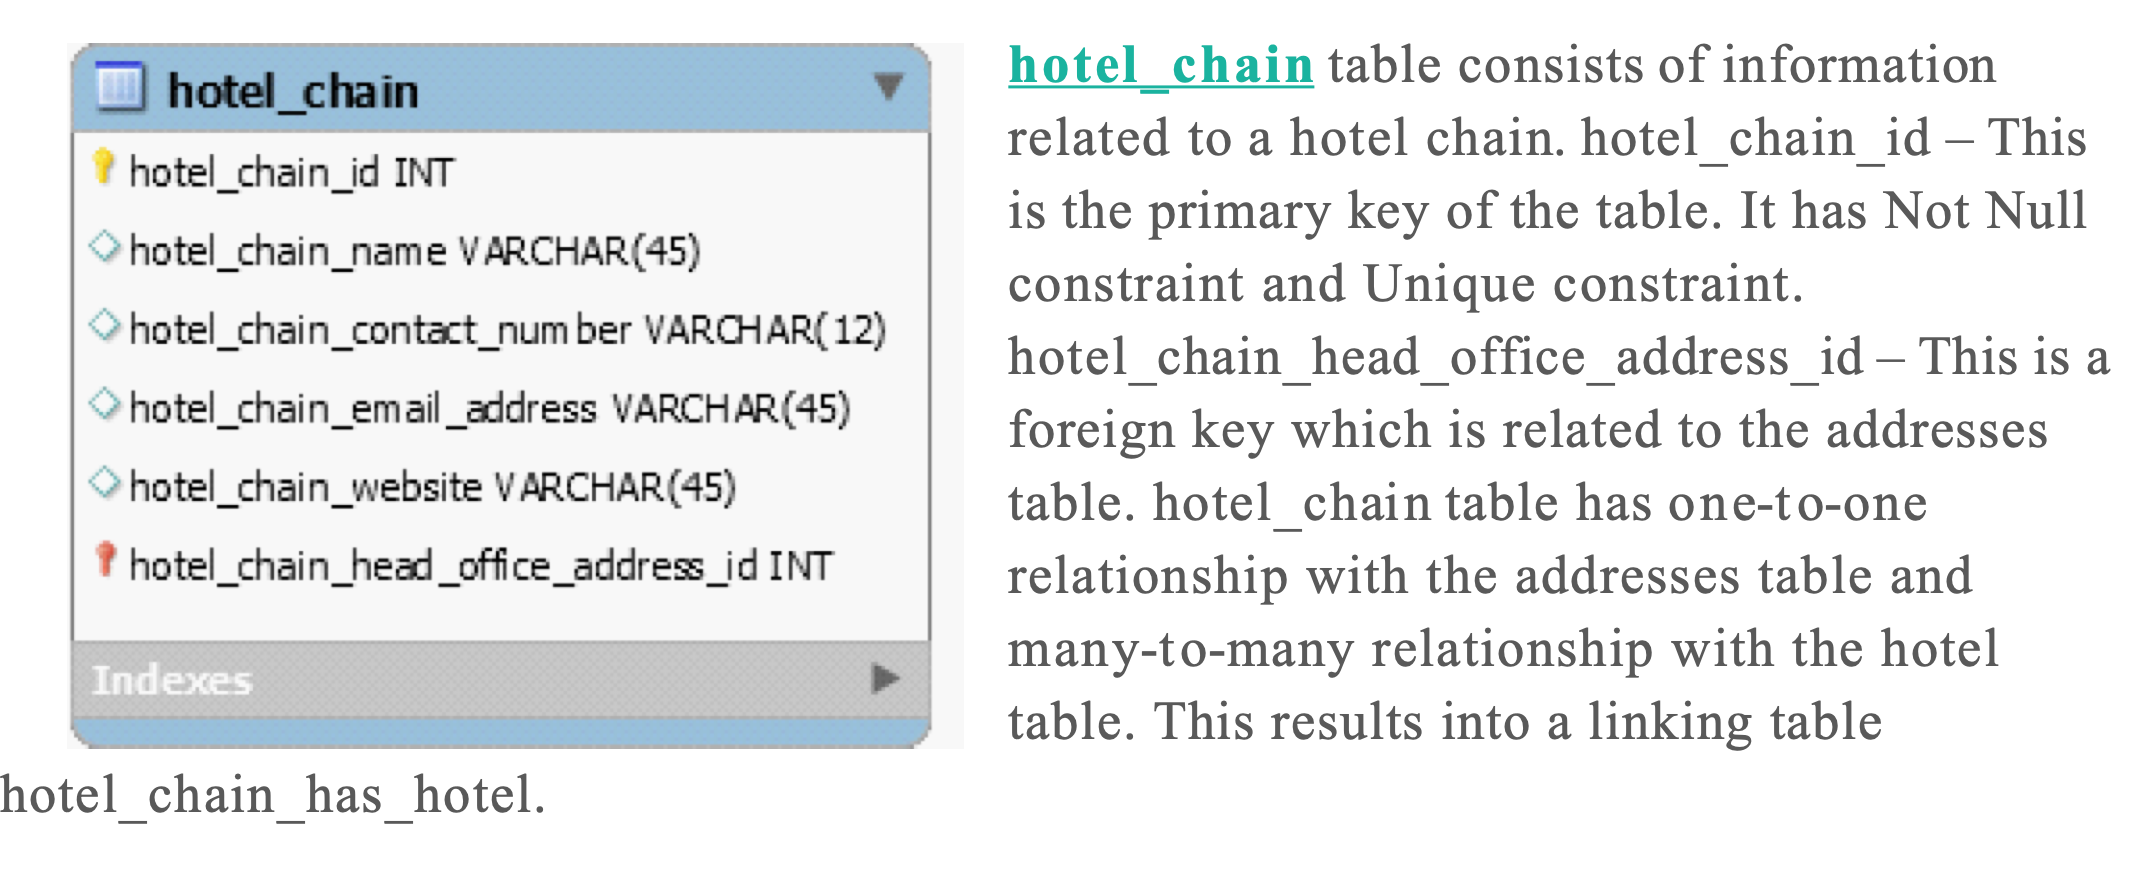 hotel_chain
hotel_chain_id INT
hotel_chain_name VARCHAR(45)
hotel_chain_contact_number VARCHAR(12)
hotel_chain_email_address VARCHAR(45)
hotel_chain_website VARCHAR(45)
hotel_chain_head_office_address_id INT
Indexes
hotel_chain table consists of information
related to a hotel chain. hotel_chain_id – This
is the primary key of the table. It has Not Null
constraint and Unique constraint.
hotel_chain_head_office_address_id – This is a
foreign key which is related to the addresses
table. hotel_chain table has one-to-one
relationship with the addresses table and
many-to-many relationship with the hotel
table. This results into a linking table
hotel_chain_has_hotel.